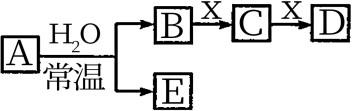 A H₂O 常温 B X C X D
E